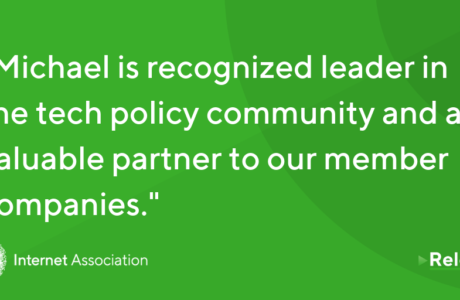 Michael is recognized leader in
he tech policy community and a
aluable partner to our member
ompanies."
Internet Association
Rel